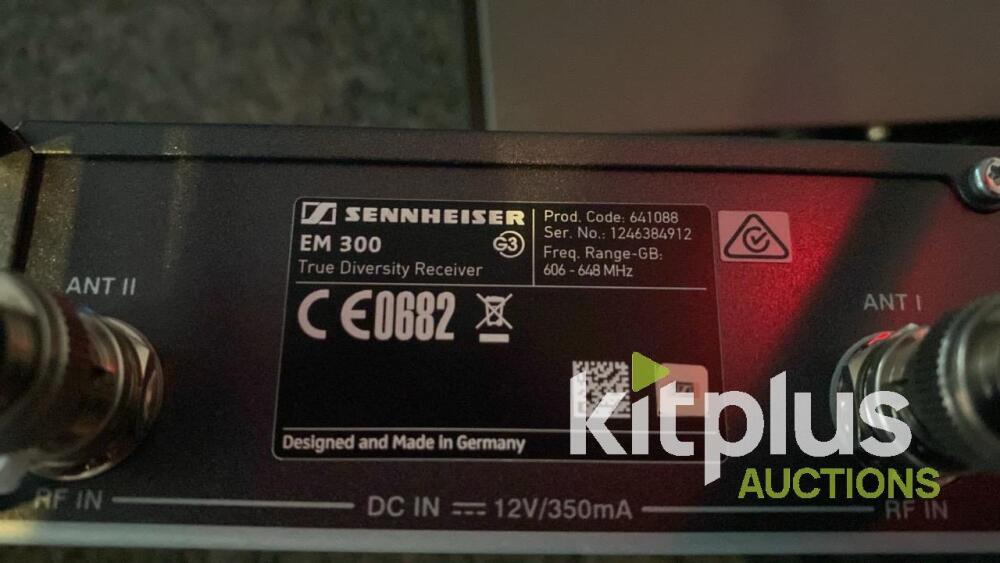 SENNHEISER
EM 300
G3
True Diversity Receiver
Prod. Code: 641088
Ser. No.: 1246384912
Freq. Range-GB:
606 - 648 MHz
CE0682
ANT II
ANT I
Designed and Made in Germany
kitplus
AUCTIONS
RF IN
DC IN 12V/350mA
RF IN